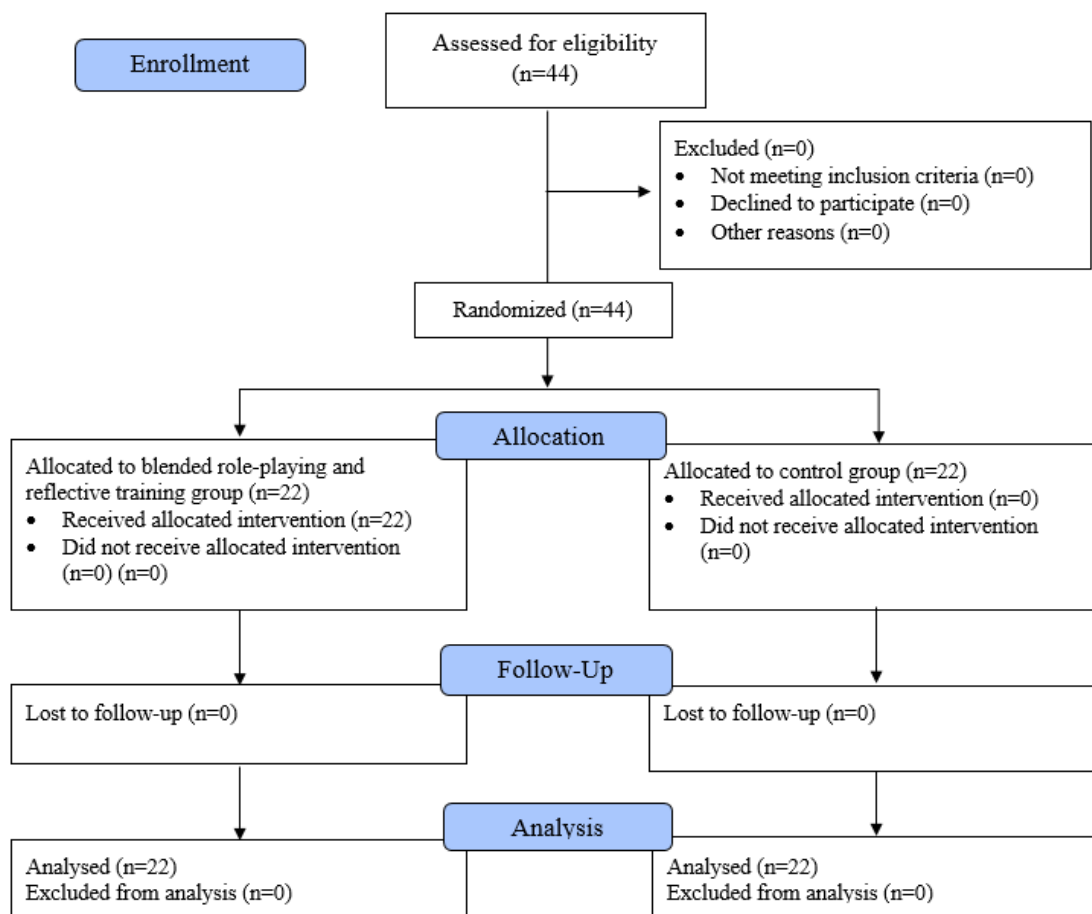 Enrollment
Assessed for eligibility
(n=44)
Excluded (n=0)
• Not meeting inclusion criteria (n=0)
• Declined to participate (n=0)
• Other reasons (n=0)
Randomized (n=44)
Allocation
Allocated to blended role-playing and
reflective training group (n=22)
• Received allocated intervention (n=22)
• Did not receive allocated intervention
(n=0) (n=0)
Allocated to control group (n=22)
• Received allocated intervention (n=0)
• Did not receive allocated intervention
(n=0)
Follow-Up
Lost to follow-up (n=0)
Lost to follow-up (n=0)
Analysis
Analysed (n=22)
Excluded from analysis (n=0)
Analysed (n=22)
Excluded from analysis (n=0)